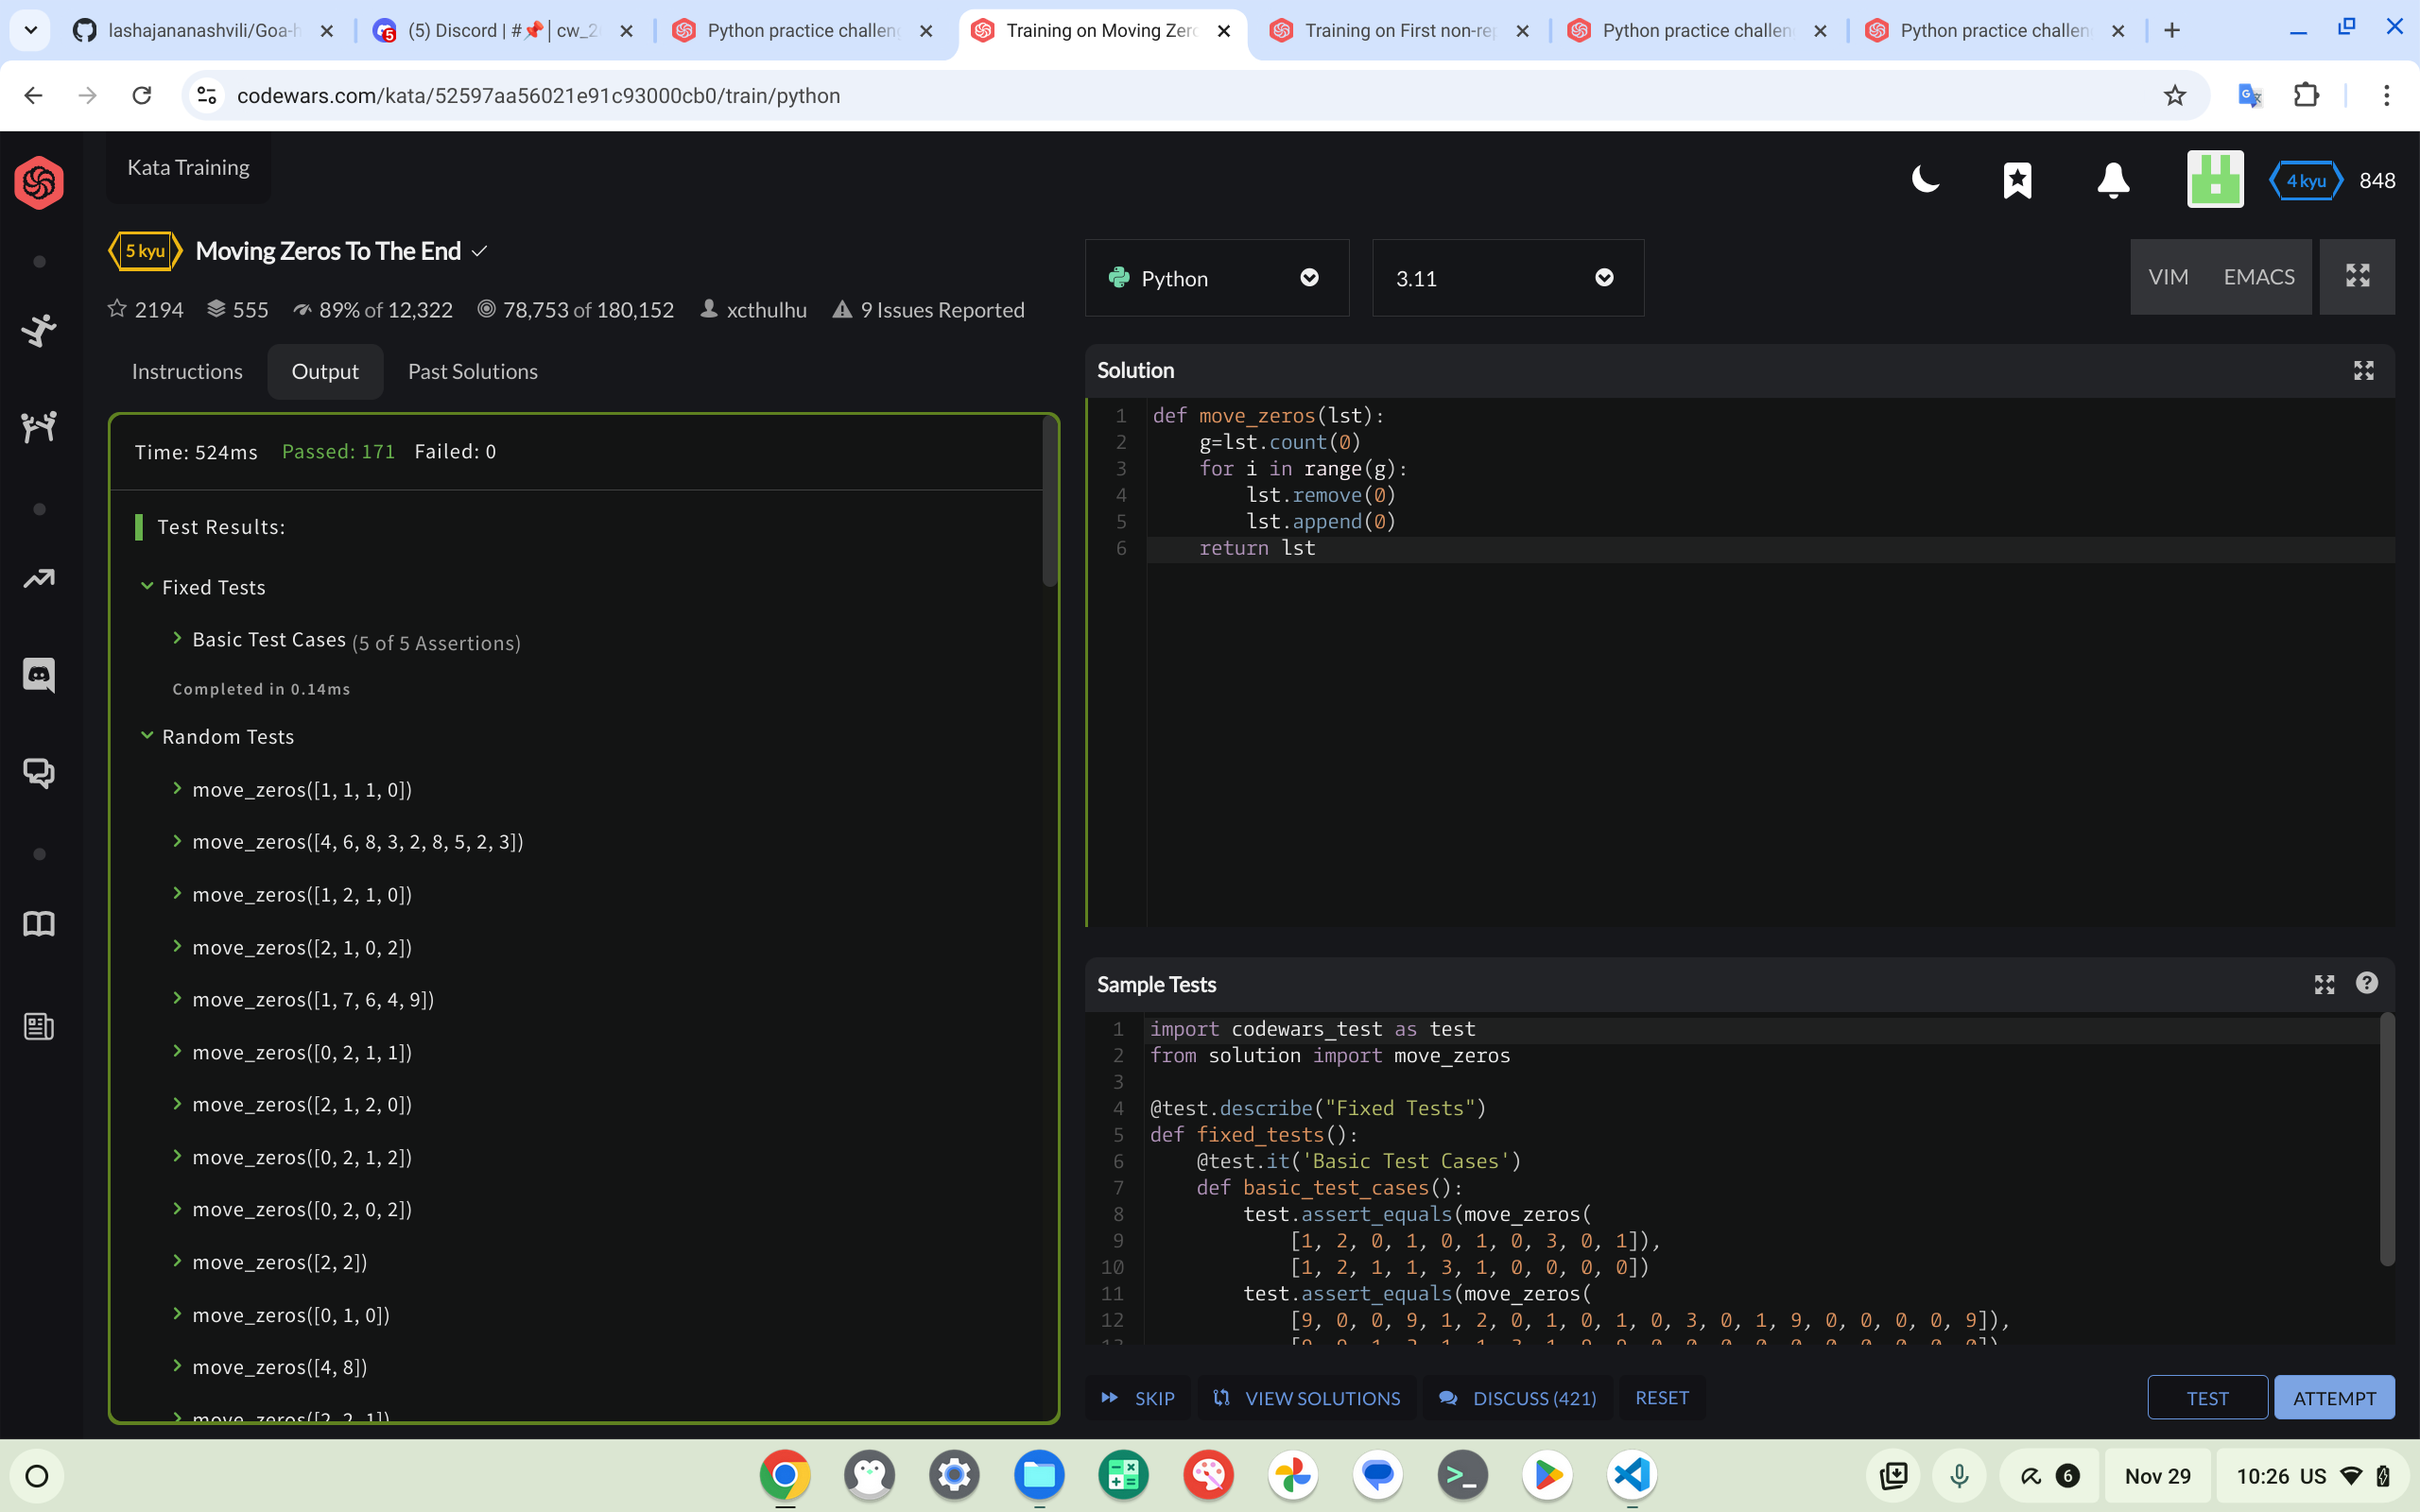 lashajananashvili/Goa-h
(5) Discord | #📌│cw_2
Python practice challen
Training on Moving Zero
Training on First non-re
Python practice challen
Python practice challen
codewars.com/kata/52597aa56021e91c93000cb0/train/python
Kata Training
4 kyu 848
5 kyu Moving Zeros To The End
2194 555 89% of 12,322 78,753 of 180,152 xcthulhu 9 Issues Reported
Python
3.11
VIM EMACS
Instructions Output Past Solutions
Time: 524ms Passed: 171 Failed: 0
Test Results:
Fixed Tests
Basic Test Cases (5 of 5 Assertions)
Completed in 0.14ms
Random Tests
move_zeros([1, 1, 1, 0])
move_zeros([4, 6, 8, 3, 2, 8, 5, 2, 3])
move_zeros([1, 2, 1, 0])
move_zeros([2, 1, 0, 2])
move_zeros([1, 7, 6, 4, 9])
move_zeros([0, 2, 1, 1])
move_zeros([2, 1, 2, 0])
move_zeros([0, 2, 1, 2])
move_zeros([0, 2, 0, 2])
move_zeros([2, 2])
move_zeros([0, 1, 0])
move_zeros([4, 8])
move_zeros([2, 2, 1])
Solution
1 def move_zeros(lst):
2     g=lst.count(0)
3     for i in range(g):
4         lst.remove(0)
5         lst.append(0)
6     return lst
Sample Tests
1 import codewars_test as test
2 from solution import move_zeros
3
4 @test.describe("Fixed Tests")
5 def fixed_tests():
6     @test.it('Basic Test Cases')
7     def basic_test_cases():
8         test.assert_equals(move_zeros(
9             [1, 2, 0, 1, 0, 1, 0, 3, 0, 1]),
10             [1, 2, 1, 1, 3, 1, 0, 0, 0, 0])
11         test.assert_equals(move_zeros(
12             [9, 0, 0, 9, 1, 2, 0, 1, 0, 1, 0, 3, 0, 1, 9, 0, 0, 0, 0, 9]),
SKIP VIEW SOLUTIONS DISCUSS (421) RESET
TEST ATTEMPT
6 Nov 29 10:26 US